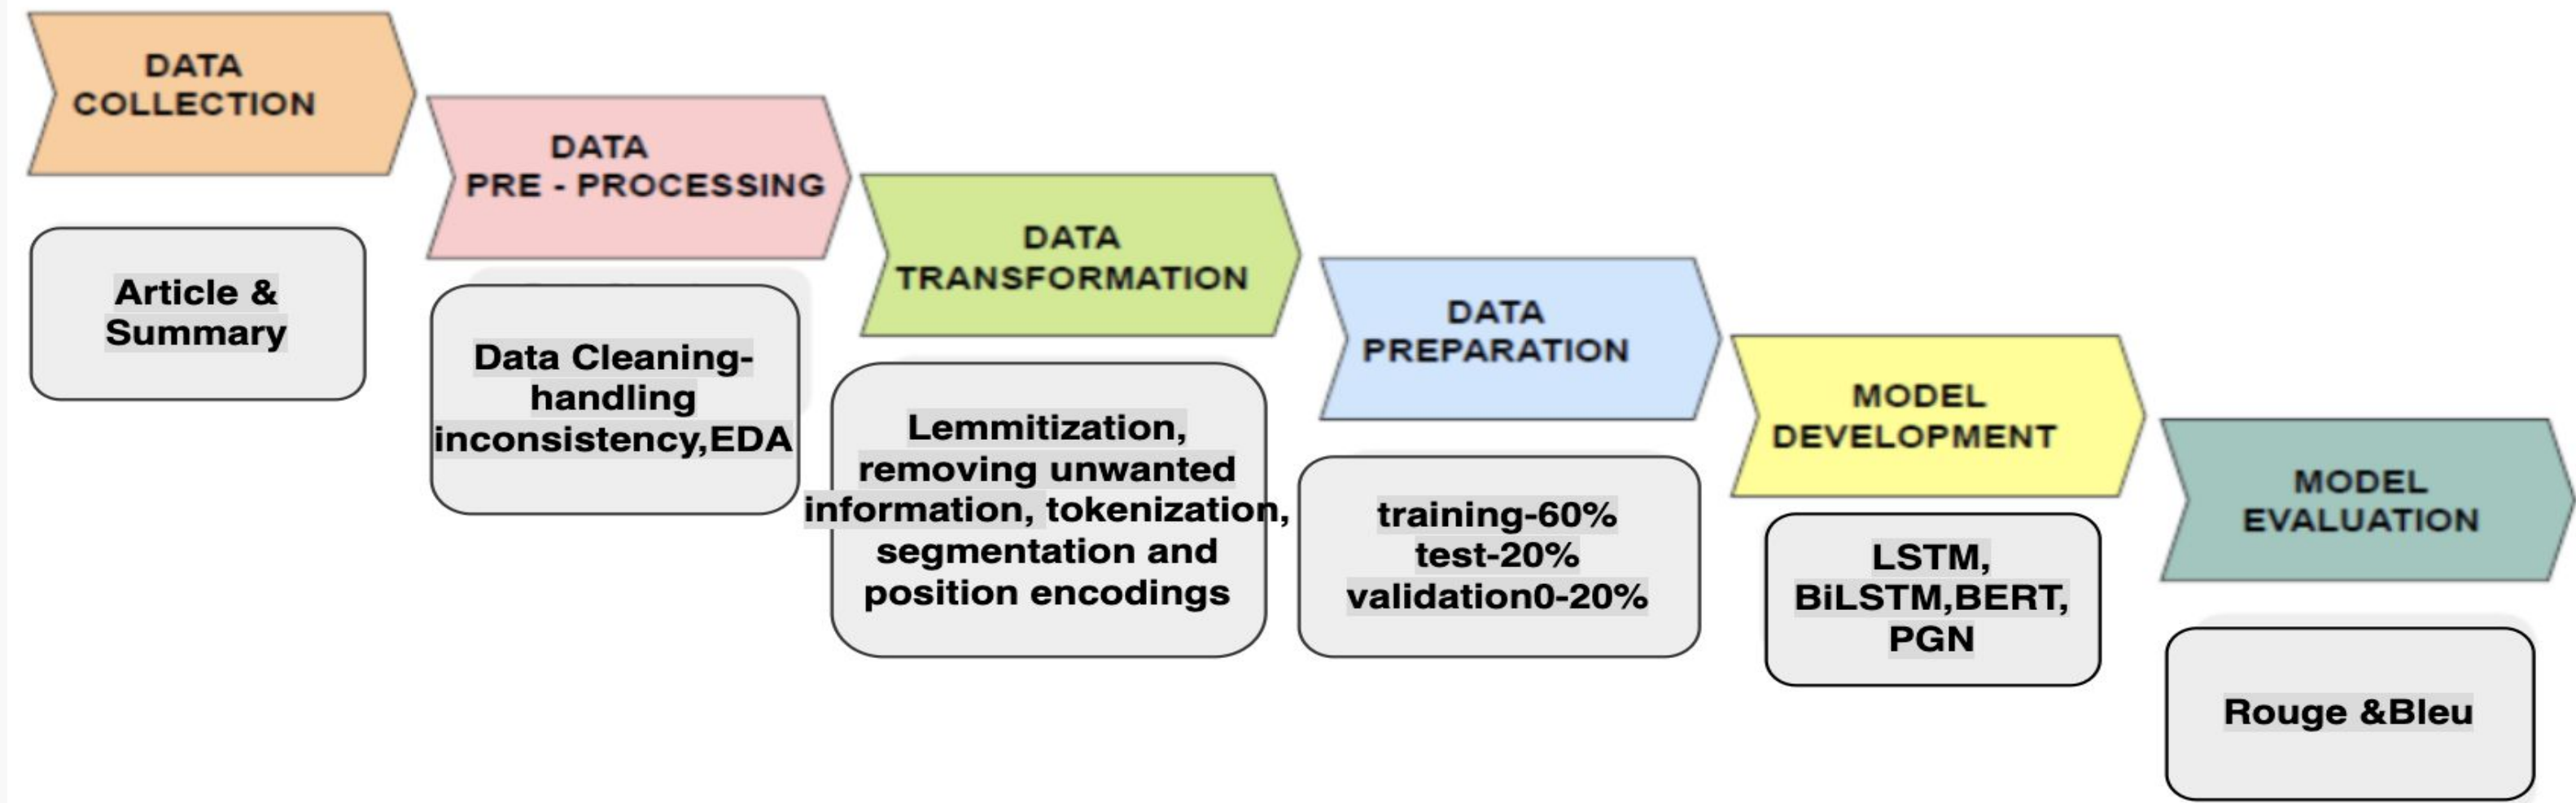 DATA
COLLECTION
Article &
Summary
DATA
PRE - PROCESSING
Data Cleaning-
handling
inconsistency,EDA
DATA
TRANSFORMATION
Lemmitization,
removing unwanted
information, tokenization,
segmentation and
position encodings
DATA
PREPARATION
training-60%
test-20%
validation0-20%
MODEL
DEVELOPMENT
LSTM,
BiLSTM,BERT,
PGN
MODEL
EVALUATION
Rouge &Bleu